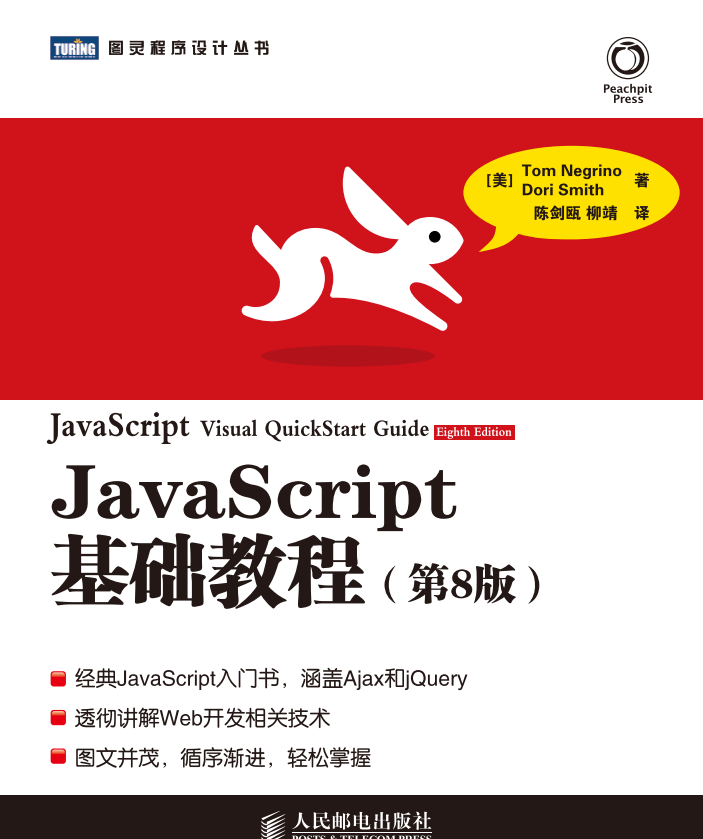 TURING 图灵程序设计丛书
Peachpit
Press
[美] Tom Negrino 著
Dori Smith
陈剑瓯 柳靖 译
JavaScript Visual QuickStart Guide Eighth Edition
JavaScript
基础教程（第8版）
经典JavaScript入门书，涵盖Ajax和jQuery
透彻讲解Web开发相关技术
图文并茂，循序渐进，轻松掌握
人民邮电出版社
POSTS & TELECOM PRESS